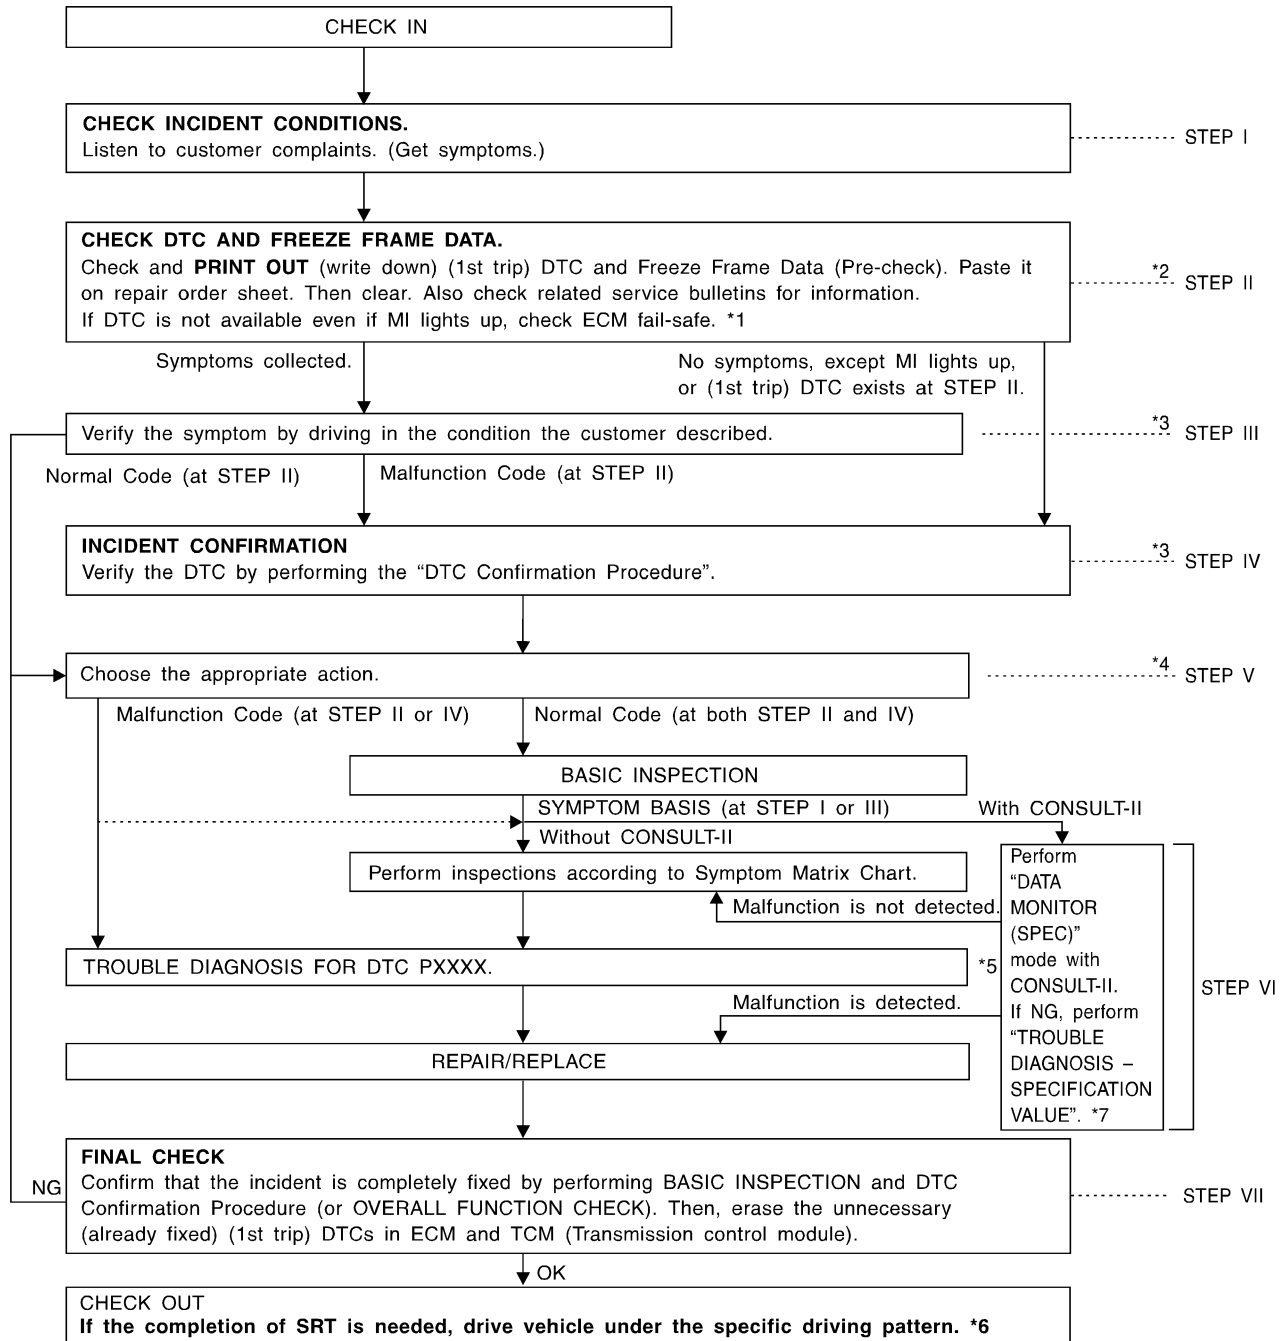 CHECK IN
CHECK INCIDENT CONDITIONS.
Listen to customer complaints. (Get symptoms.)
STEP I
CHECK DTC AND FREEZE FRAME DATA.
Check and PRINT OUT (write down) (1st trip) DTC and Freeze Frame Data (Pre-check). Paste it
on repair order sheet. Then clear. Also check related service bulletins for information.
If DTC is not available even if MI lights up, check ECM fail-safe. *1
*2
STEP II
Symptoms collected.
No symptoms, except MI lights up,
or (1st trip) DTC exists at STEP II.
Verify the symptom by driving in the condition the customer described.
*3
STEP III
Normal Code (at STEP II)
Malfunction Code (at STEP II)
INCIDENT CONFIRMATION
Verify the DTC by performing the “DTC Confirmation Procedure”.
*3
STEP IV
Choose the appropriate action.
*4
STEP V
Malfunction Code (at STEP II or IV)
Normal Code (at both STEP II and IV)
BASIC INSPECTION
SYMPTOM BASIS (at STEP I or III)
With CONSULT-II
Without CONSULT-II
Perform inspections according to Symptom Matrix Chart.
Malfunction is not detected.
TROUBLE DIAGNOSIS FOR DTC PXXXX.
*5
Malfunction is detected.
REPAIR/REPLACE
Perform
“DATA
MONITOR
(SPEC)”
mode with
CONSULT-II.
If NG, perform
“TROUBLE
DIAGNOSIS –
SPECIFICATION
VALUE”. *7
STEP VI
FINAL CHECK
Confirm that the incident is completely fixed by performing BASIC INSPECTION and DTC
Confirmation Procedure (or OVERALL FUNCTION CHECK). Then, erase the unnecessary
(already fixed) (1st trip) DTCs in ECM and TCM (Transmission control module).
NG
STEP VII
OK
CHECK OUT
If the completion of SRT is needed, drive vehicle under the specific driving pattern. *6